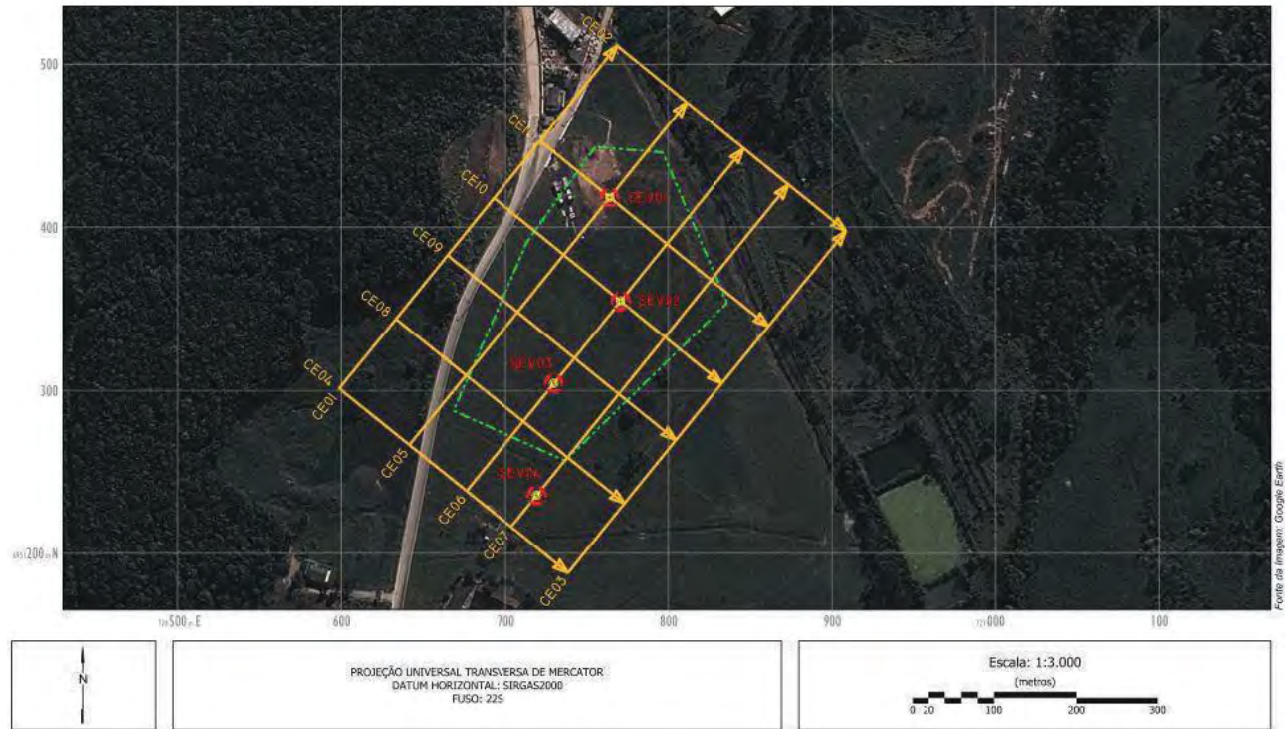 CE02
500
CE10
SEV01
400
CE09
SEV02
CE08
SEV03
300
CE04
CE01
CE05
SEV04
CE06
CE07
200
N
CE03
500
E
600
700
800
900
000
100
Fonte da Imagem: Google Earth
N
PROJEÇÃO UNIVERSAL TRANSVERSA DE MERCATOR
DATUM HORIZONTAL: SIRGAS2000
FUSO: 22S
Escala: 1:3.000
(metros)
0 20 100 200 300